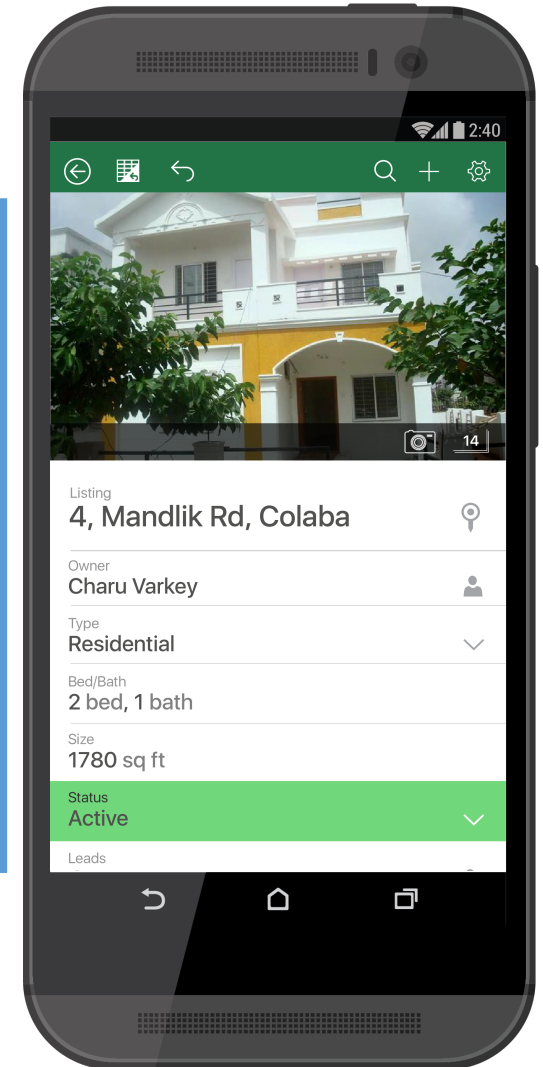 2:40
14
Listing
4, Mandlik Rd, Colaba
Owner
Charu Varkey
Type
Residential
Bed/Bath
2 bed, 1 bath
Size
1780 sq ft
Status
Active
Leads